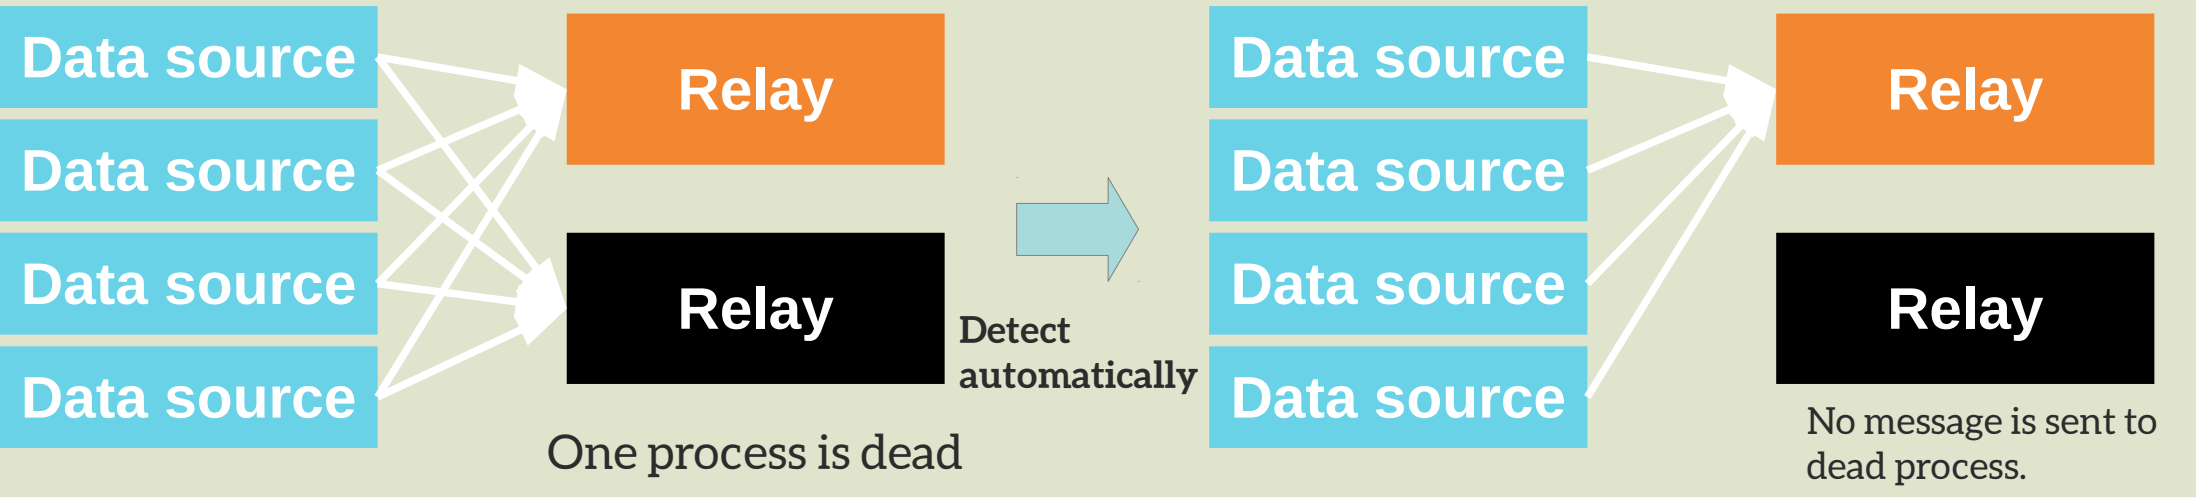 Data source
Data source
Data source
Data source
Relay
Relay
One process is dead
Detect
automatically
Data source
Data source
Data source
Data source
Relay
Relay
No message is sent to
dead process.